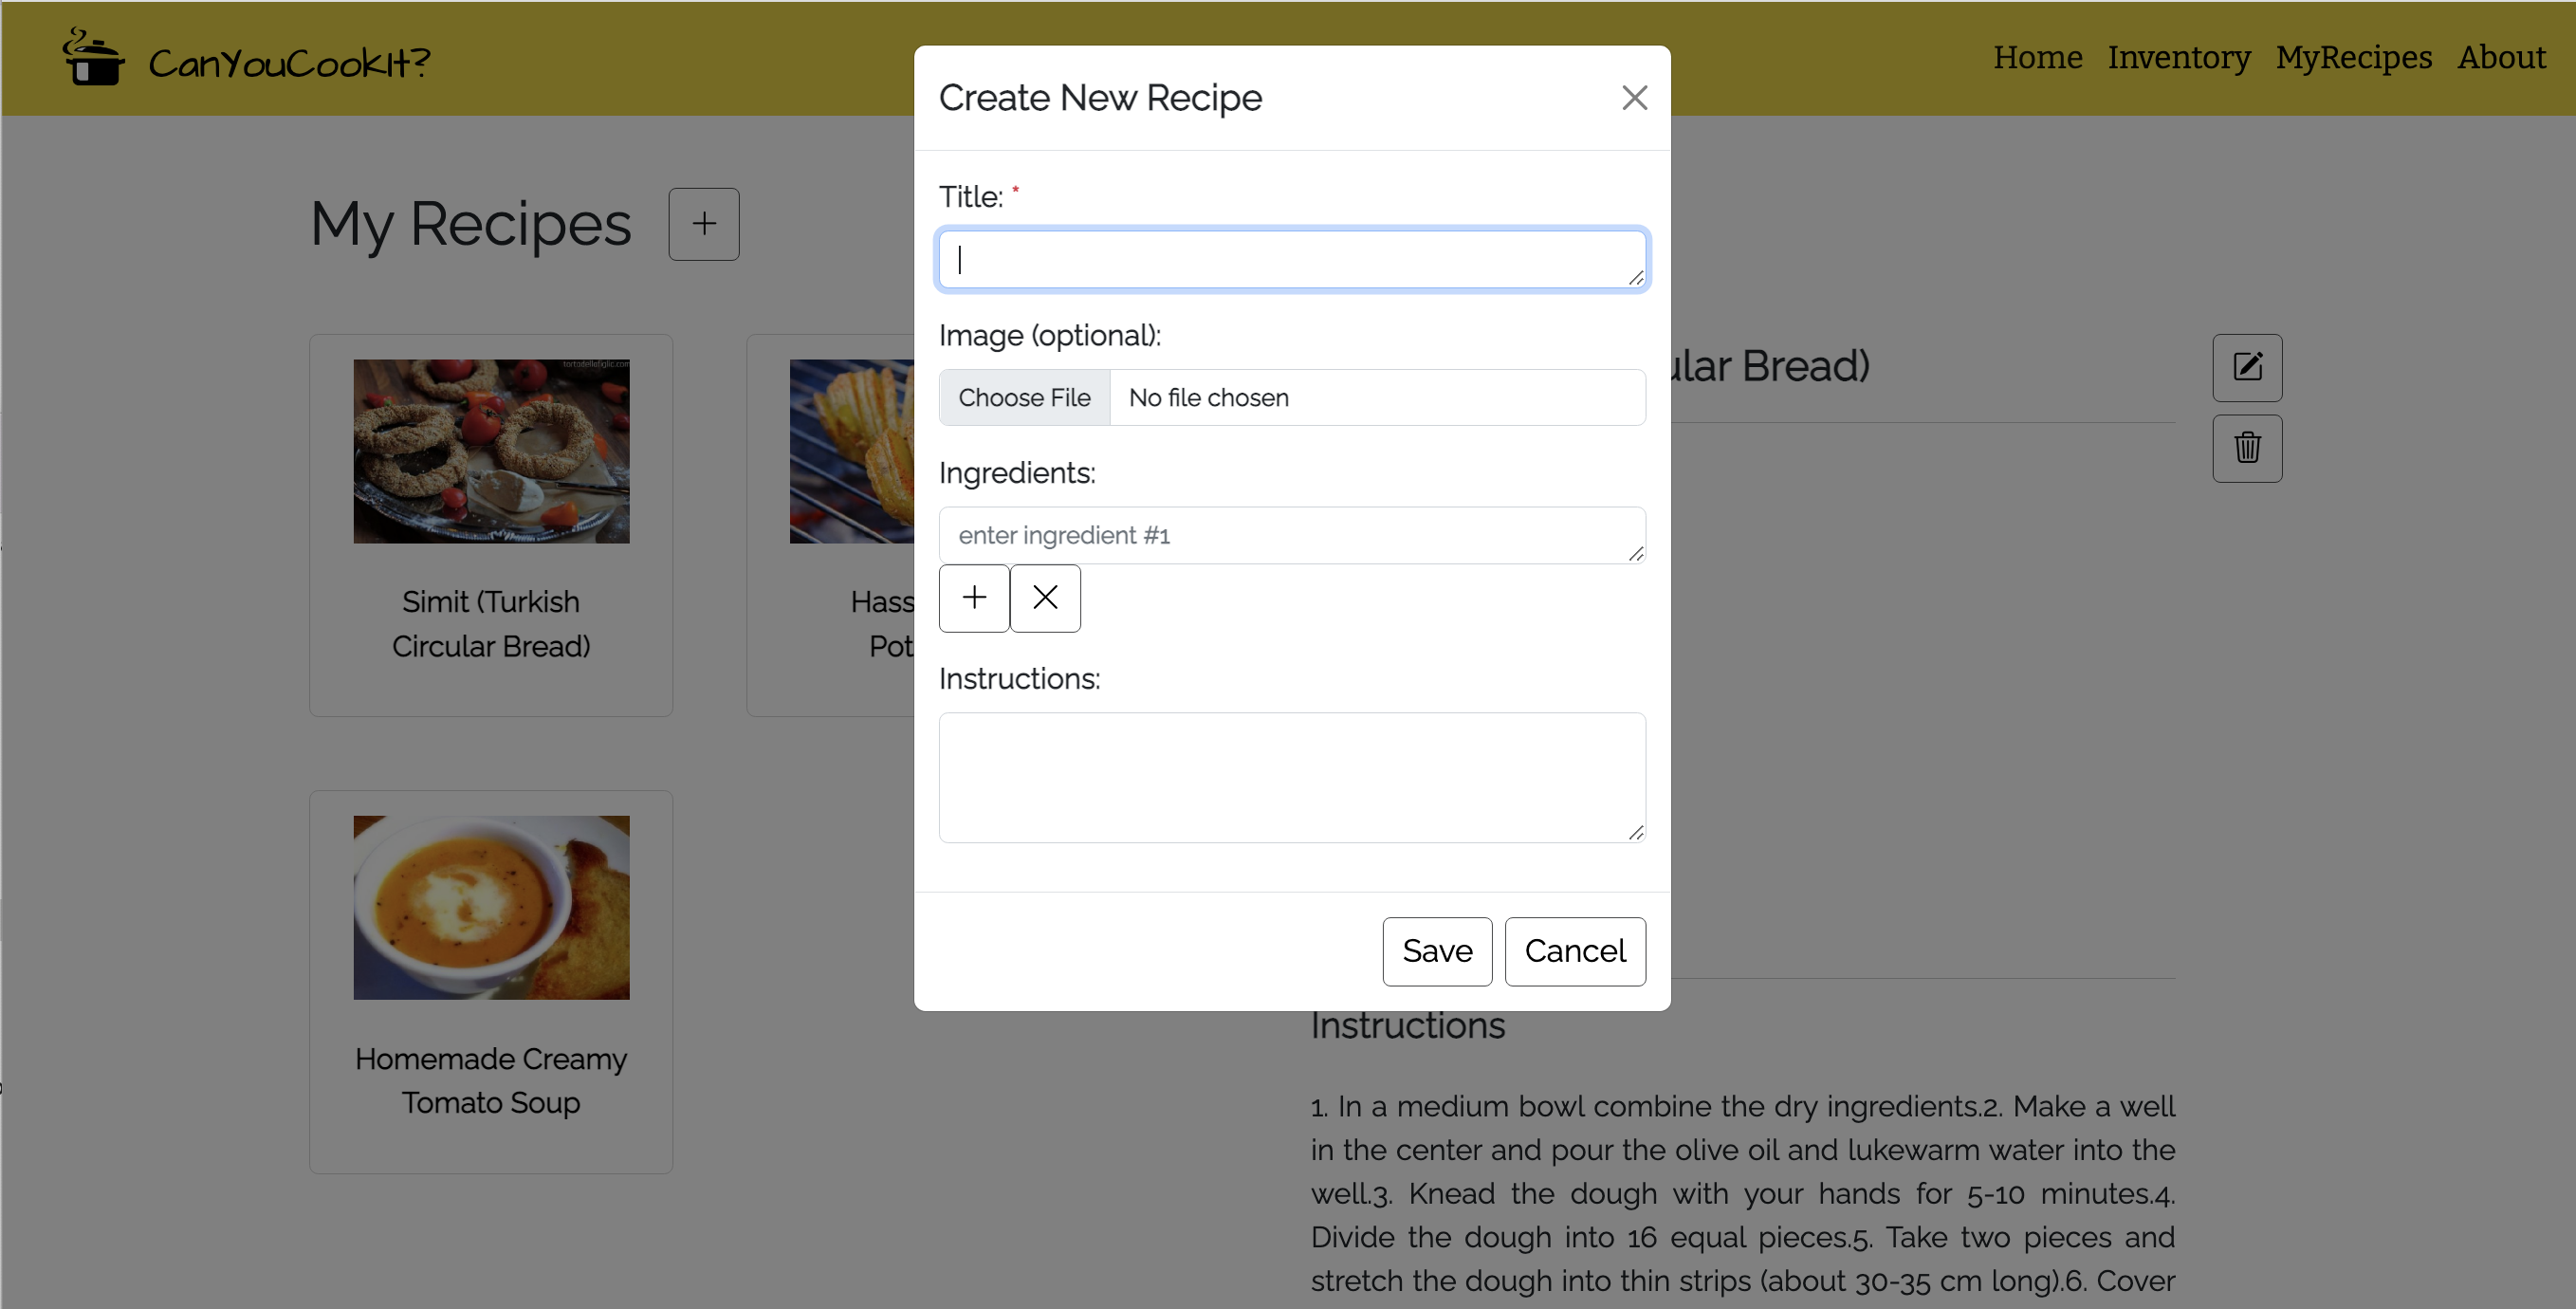 CanYouCookIt?
Home Inventory MyRecipes About
My Recipes
tortadellefiglie.com
Simit (Turkish
Circular Bread)
Hass
Pot
Homemade Creamy
Tomato Soup
Create New Recipe
Title: *
Image (optional):
Choose File No file chosen
Ingredients:
enter ingredient #1
Instructions:
Save Cancel
ular Bread)
Instructions
1. In a medium bowl combine the dry ingredients.2. Make a well
in the center and pour the olive oil and lukewarm water into the
well.3. Knead the dough with your hands for 5-10 minutes.4.
Divide the dough into 16 equal pieces.5. Take two pieces and
stretch the dough into thin strips (about 30-35 cm long).6. Cover